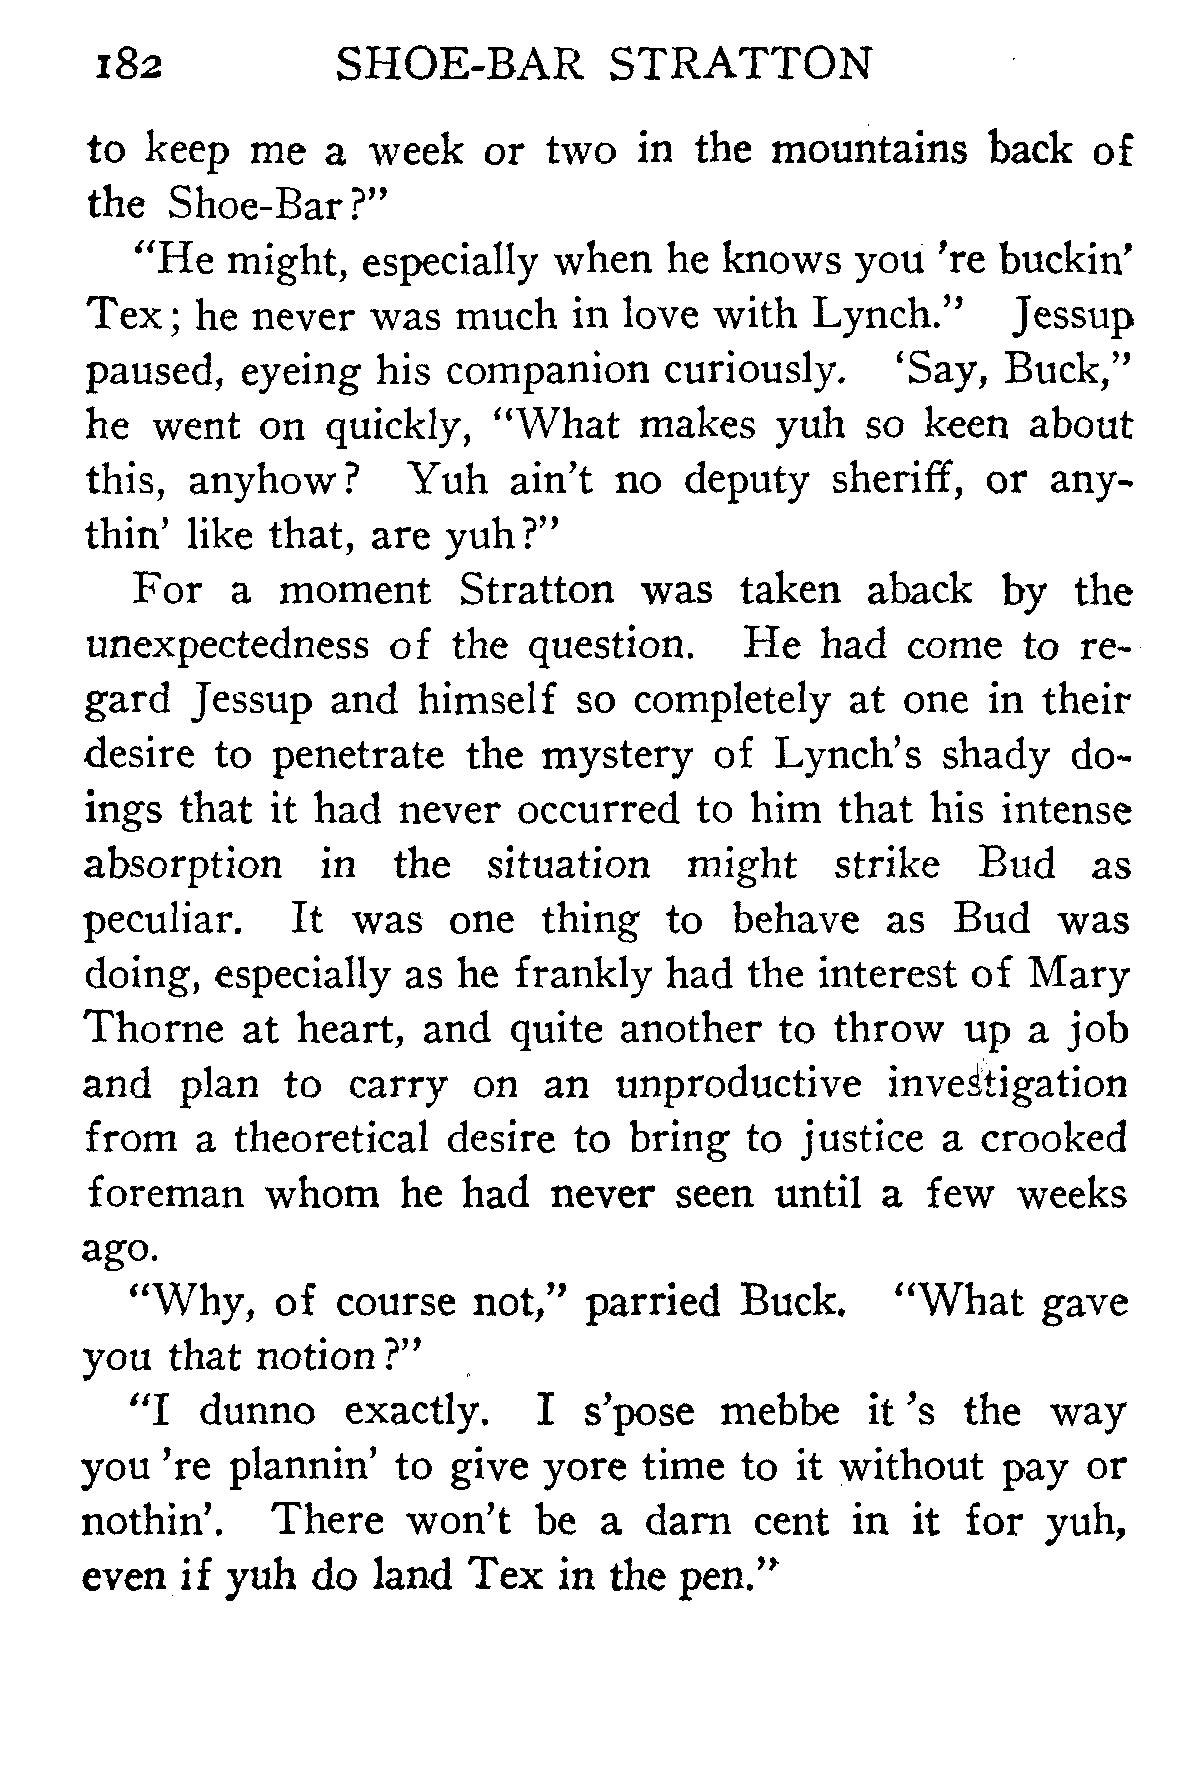 182 SHOE-BAR STRATTON
to keep me a week or two in the mountains back of
the Shoe-Bar?"
"He might, especially when he knows you 're buckin'
Tex; he never was much in love with Lynch." Jessup
paused, eyeing his companion curiously. 'Say, Buck,"
he went on quickly, "What makes yuh so keen about
this, anyhow? Yuh ain't no deputy sheriff, or any-
thin' like that, are yuh?"
For a moment Stratton was taken aback by the
unexpectedness of the question. He had come to re-
gard Jessup and himself so completely at one in their
desire to penetrate the mystery of Lynch's shady do-
ings that it had never occurred to him that his intense
absorption in the situation might strike Bud as
peculiar. It was one thing to behave as Bud was
doing, especially as he frankly had the interest of Mary
Thorne at heart, and quite another to throw up a job
and plan to carry on an unproductive investigation
from a theoretical desire to bring to justice a crooked
foreman whom he had never seen until a few weeks
ago.
"Why, of course not," parried Buck. "What gave
you that notion?"
"I dunno exactly. I s'pose mebbe it 's the way
you 're plannin' to give yore time to it without pay or
nothin'. There won't be a darn cent in it for yuh,
even if yuh do land Tex in the pen."